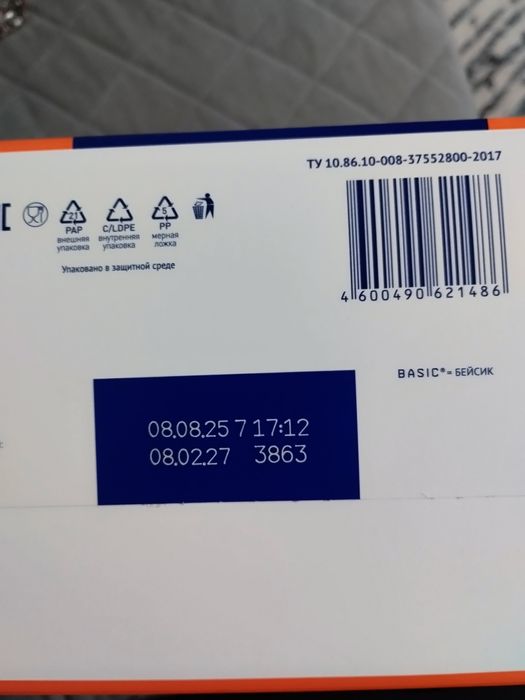 ТУ 10.86.10-008-37552800-2017
21
PAP
внешняя
упаковка
C/LDPE
внутренняя
упаковка
5
PP
мерная
ложка
Упаковано в защитной среде
4 600490 621486
BASIC® = БЕЙСИК
08.08.25 7 17:12
08.02.27 3863